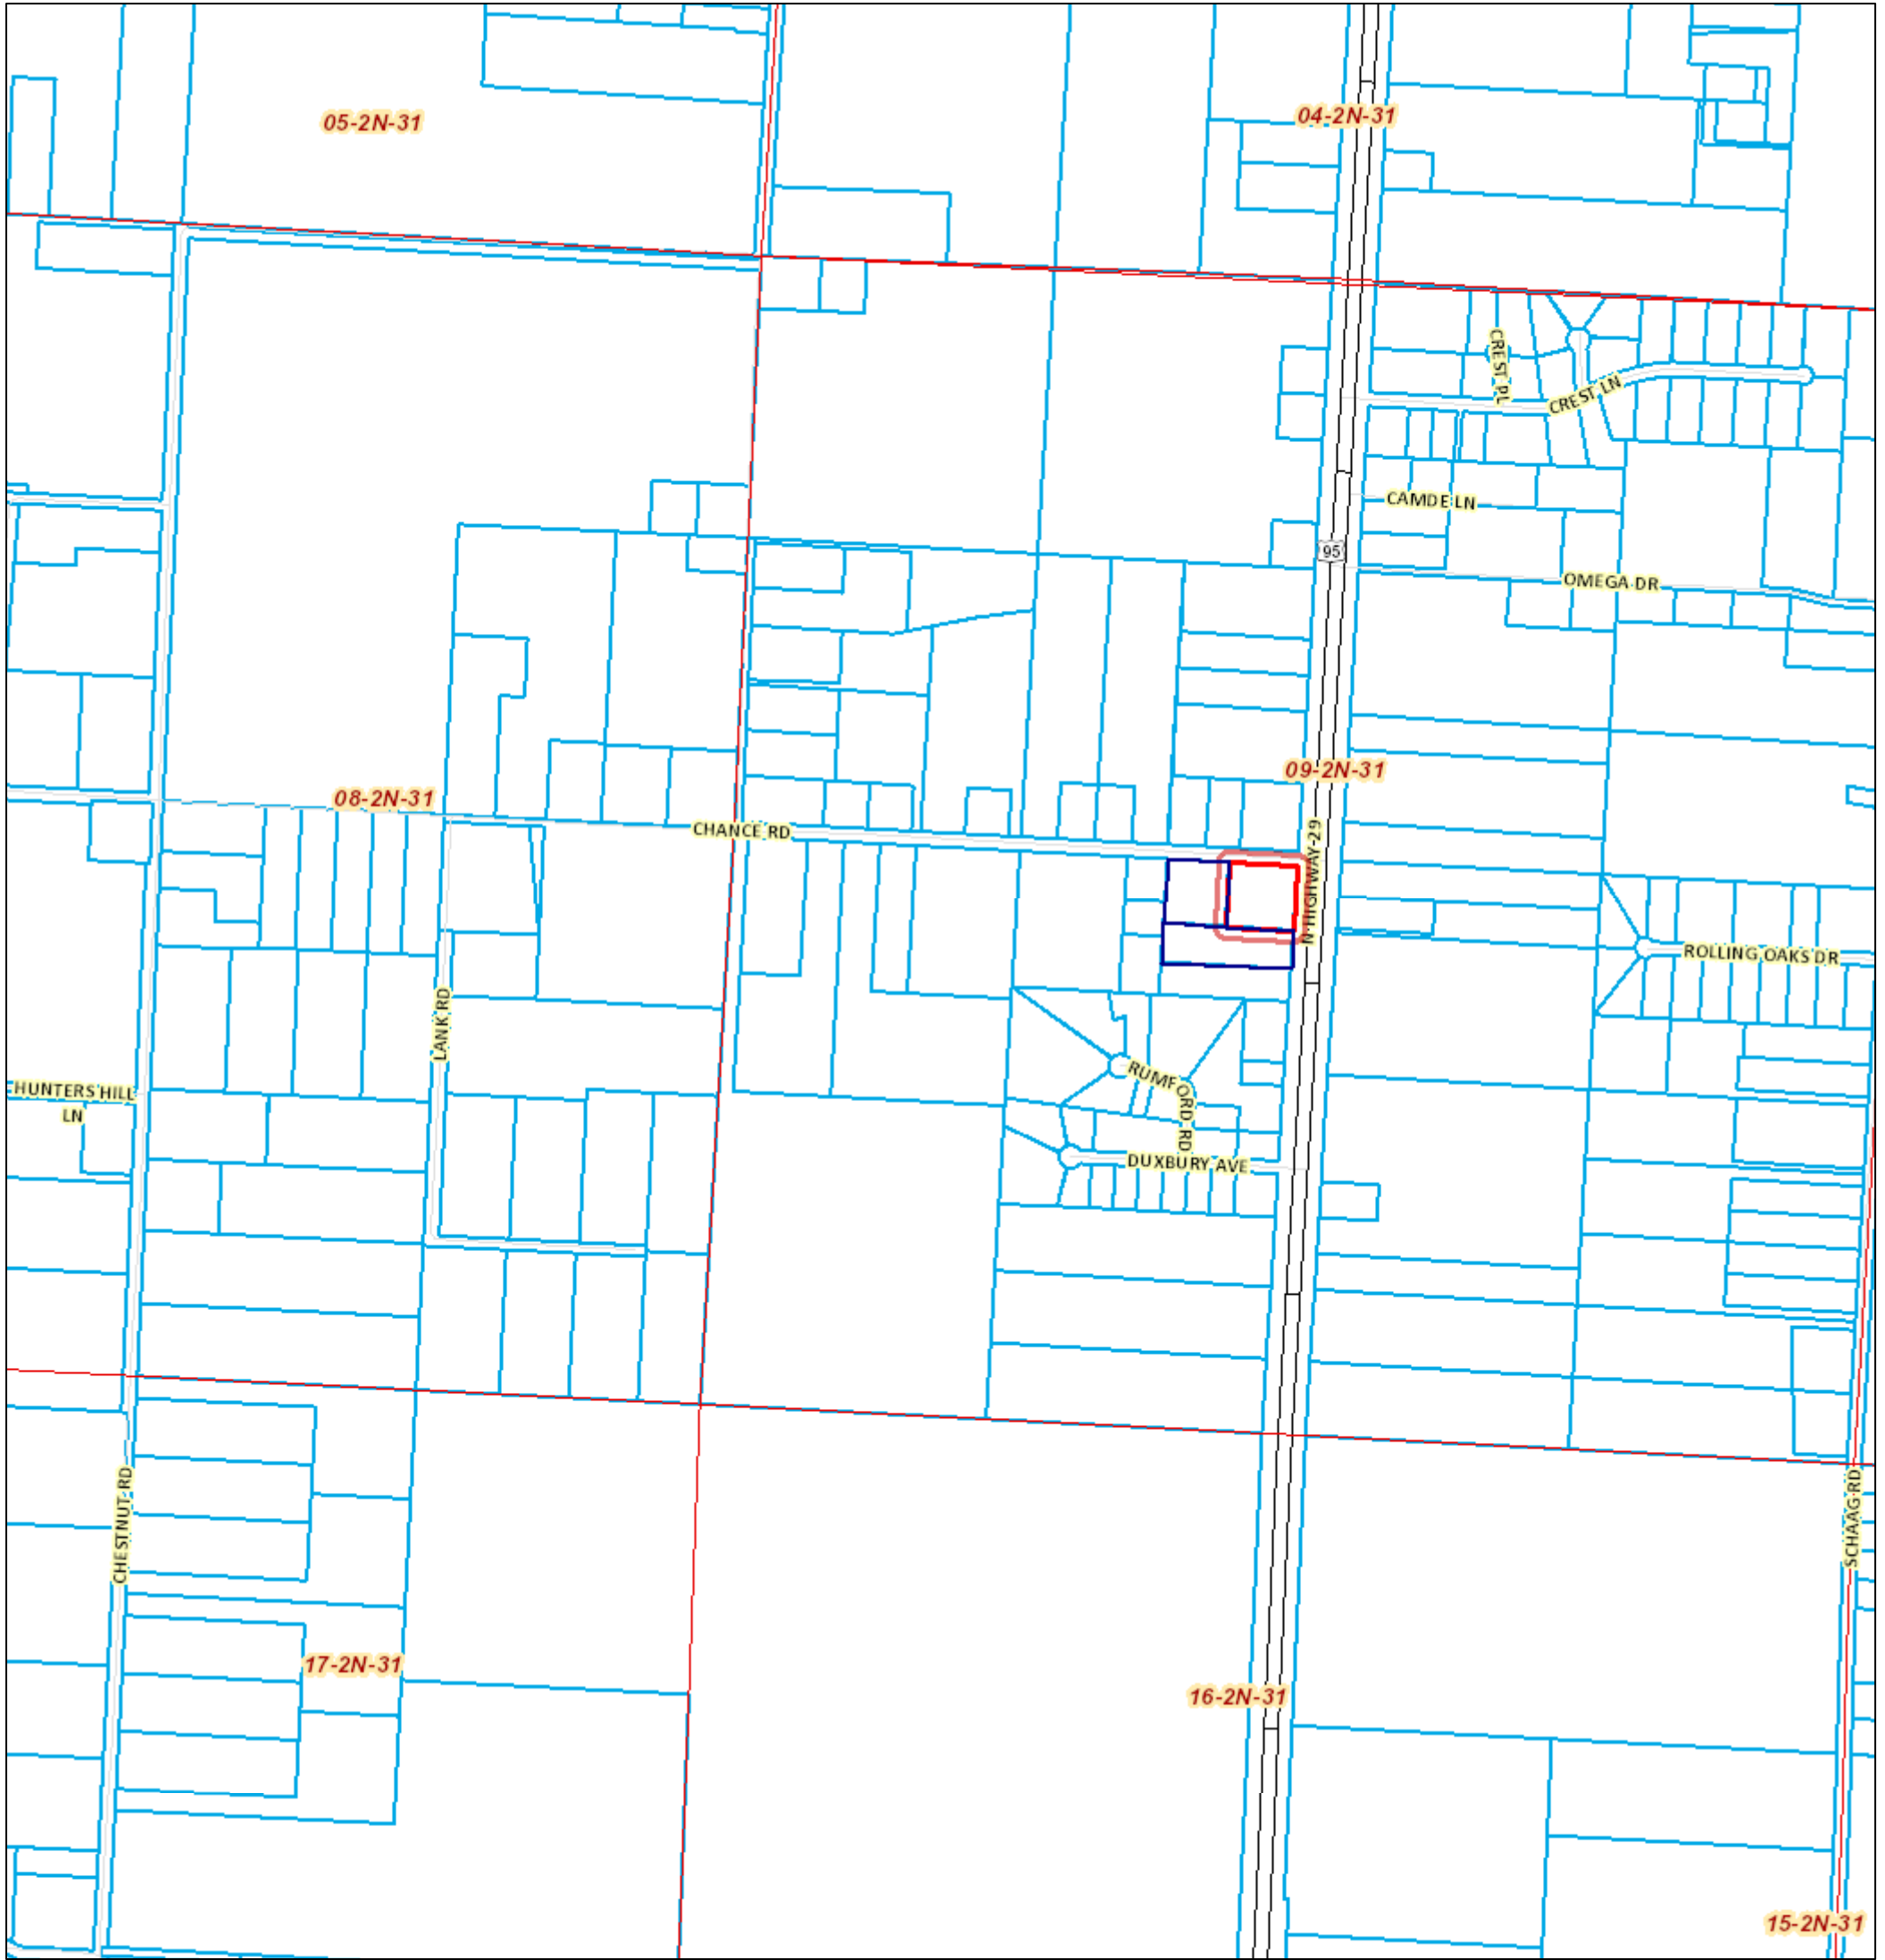 05-2N-31
04-2N-31
CREST PL
CREST LN
CAMDE LN
95
OMEGA DR
09-2N-31
08-2N-31
CHANCE RD
N HIGHWAY 29
ROLLING OAKS DR
LANK RD
HUNTERS HILL
LN
RUMFORD RD
DUXBURY AVE
CHESTNUT RD
SCHAAG RD
17-2N-31
16-2N-31
15-2N-31